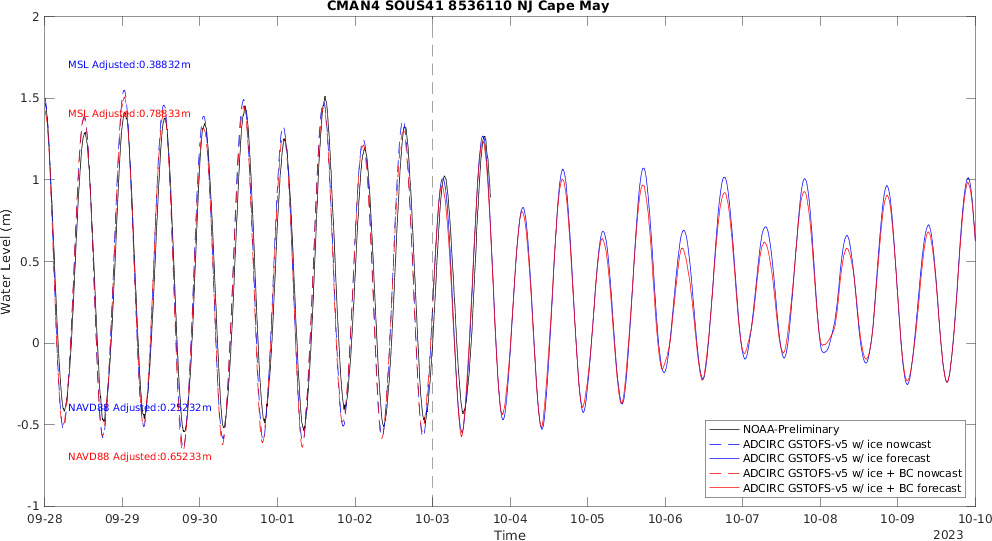 CMAN4 SOUS41 8536110 NJ Cape May
2
1.5
1
0.5
0
-0.5
-1
Water Level (m)
MSL Adjusted:0.38832m
MSL Adjusted:0.78833m
NAVD88 Adjusted:0.25232m
NAVD88 Adjusted:0.65233m
NOAA-Preliminary
ADCIRC GSTOFS-v5 w/ ice nowcast
ADCIRC GSTOFS-v5 w/ ice forecast
ADCIRC GSTOFS-v5 w/ ice + BC nowcast
ADCIRC GSTOFS-v5 w/ ice + BC forecast
09-28 09-29 09-30 10-01 10-02 10-03 10-04 10-05 10-06 10-07 10-08 10-09 10-10
Time
2023